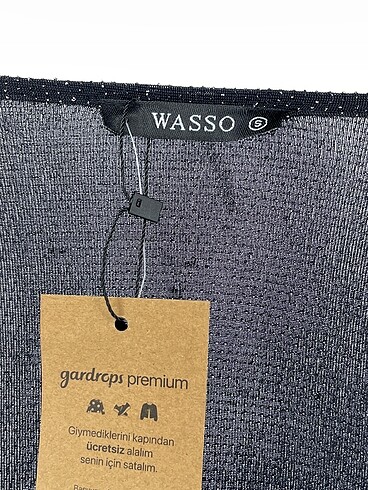 WASSO S
gardrops premium
Giymediklerini kapından
ücretsiz alalım
senin için satalım.